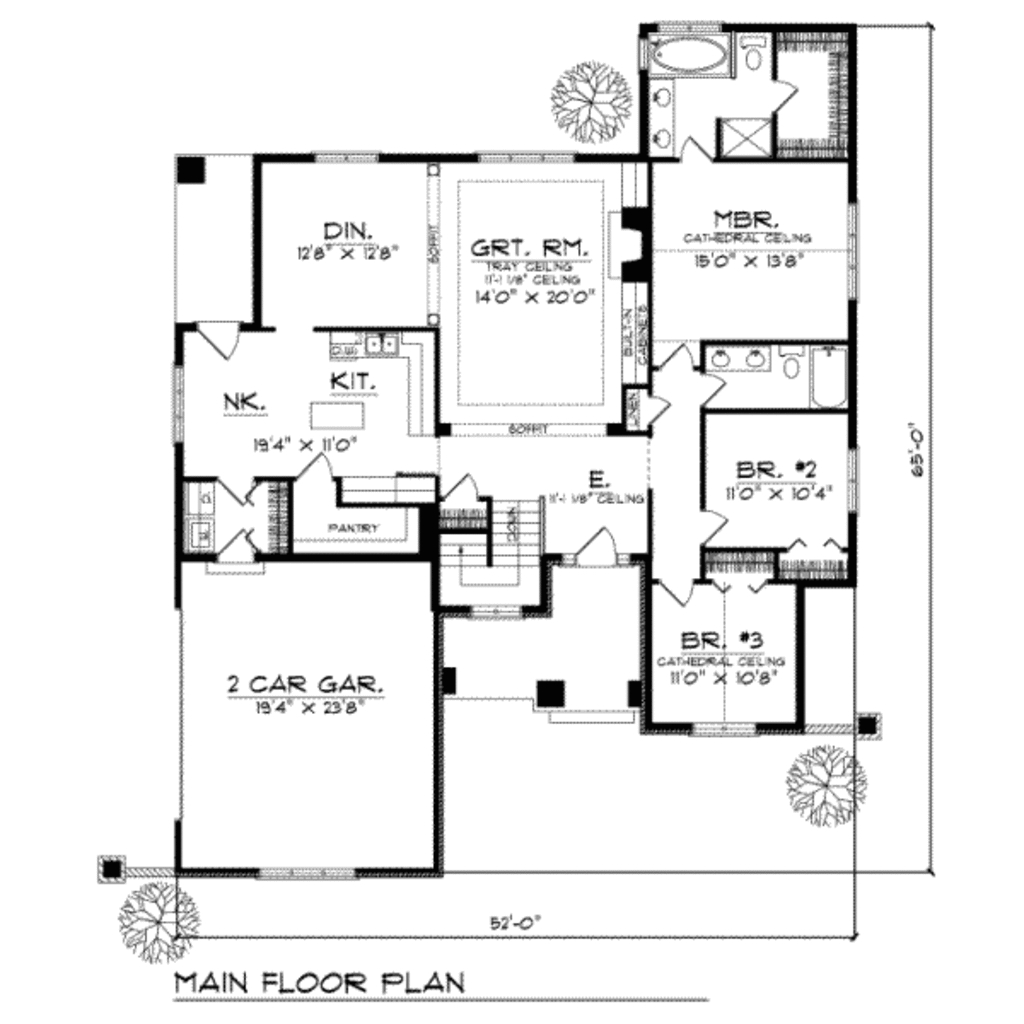 MBR.
CATHEDRAL CEILING
15'0" X 13'8"
DIN.
12'8" X 12'8"
SOFFIT
GRT. RM.
TRAY CEILING
11'-1 1/8" CEILING
14'0" X 20'0"
BUILT-IN
CABINETS
KIT.
NK.
19'4" X 11'0"
LINEN
SOFFIT
BR. #2
11'0" X 10'4"
E.
11'-1 1/8" CEILING
65'-0"
D.
PANTRY
DOWN
BR. #3
CATHEDRAL CEILING
11'0" X 10'8"
2 CAR GAR.
19'4" X 23'8"
52'-0"
MAIN FLOOR PLAN